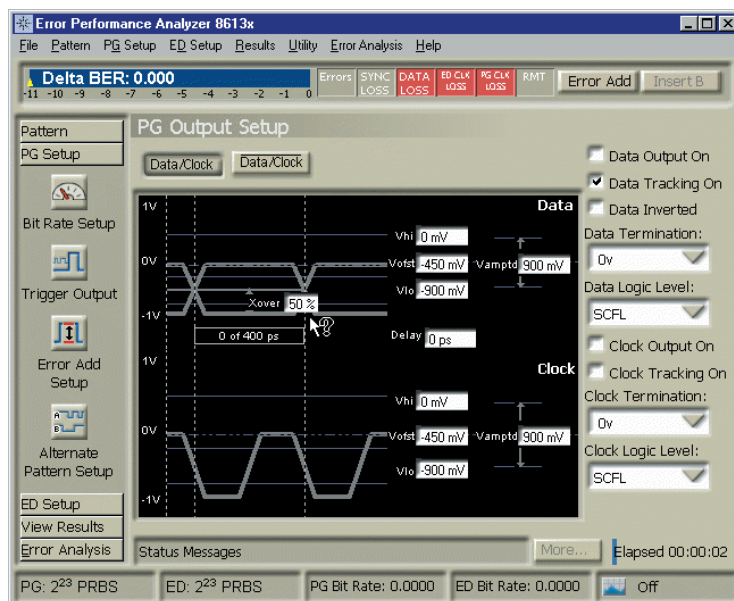 Error Performance Analyzer 8613x
File Pattern PG Setup ED Setup Results Utility Error Analysis Help
Delta BER: 0.000
-11 -10 -9 -8 -7 -6 -5 -4 -3 -2 -1 0
Errors
SYNC LOSS
DATA LOSS
ED CLK LOSS
PG CLK LOSS
RMT
Error Add
Insert B
Pattern
PG Setup
Bit Rate Setup
Trigger Output
Error Add
Setup
A
B
Alternate
Pattern Setup
ED Setup
View Results
Error Analysis
PG Output Setup
Data/Clock
Data/Clock
1V
Data
Vhi 0 mV
0V
Vofst -450 mV Vamptd 900 mV
Vlo -900 mV
Xover 50 %
-1V
0 of 400 ps
Delay 0 ps
1V
Clock
Vhi 0 mV
0V
Vofst -450 mV Vamptd 900 mV
Vlo -900 mV
-1V
Data Output On
Data Tracking On
Data Inverted
Data Termination:
0v
Data Logic Level:
SCFL
Clock Output On
Clock Tracking On
Clock Termination:
0v
Clock Logic Level:
SCFL
Status Messages
More...
Elapsed 00:00:02
PG: 2²³ PRBS
ED: 2²³ PRBS
PG Bit Rate: 0.0000
ED Bit Rate: 0.0000
Off